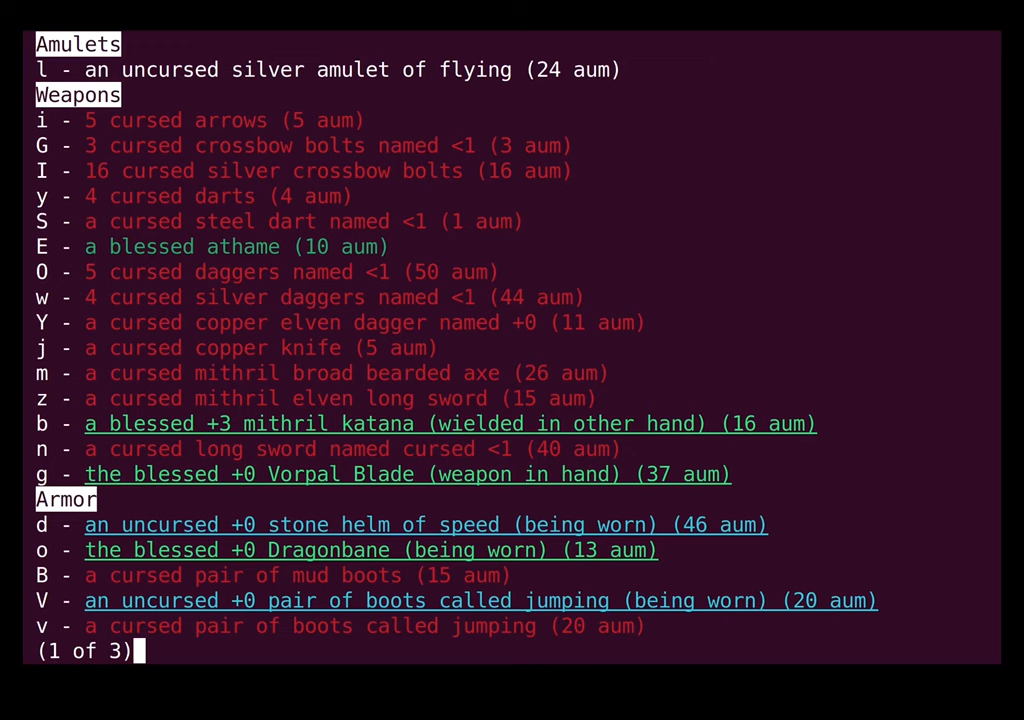 Amulets
l - an uncursed silver amulet of flying (24 aum)
Weapons
i - 5 cursed arrows (5 aum)
G - 3 cursed crossbow bolts named <1 (3 aum)
I - 16 cursed silver crossbow bolts (16 aum)
y - 4 cursed darts (4 aum)
S - a cursed steel dart named <1 (1 aum)
E - a blessed athame (10 aum)
O - 5 cursed daggers named <1 (50 aum)
w - 4 cursed silver daggers named <1 (44 aum)
Y - a cursed copper elven dagger named +0 (11 aum)
j - a cursed copper knife (5 aum)
m - a cursed mithril broad bearded axe (26 aum)
z - a cursed mithril elven long sword (15 aum)
b - a blessed +3 mithril katana (wielded in other hand) (16 aum)
n - a cursed long sword named cursed <1 (40 aum)
g - the blessed +0 Vorpal Blade (weapon in hand) (37 aum)
Armor
d - an uncursed +0 stone helm of speed (being worn) (46 aum)
o - the blessed +0 Dragonbane (being worn) (13 aum)
B - a cursed pair of mud boots (15 aum)
V - an uncursed +0 pair of boots called jumping (being worn) (20 aum)
v - a cursed pair of boots called jumping (20 aum)
(1 of 3)